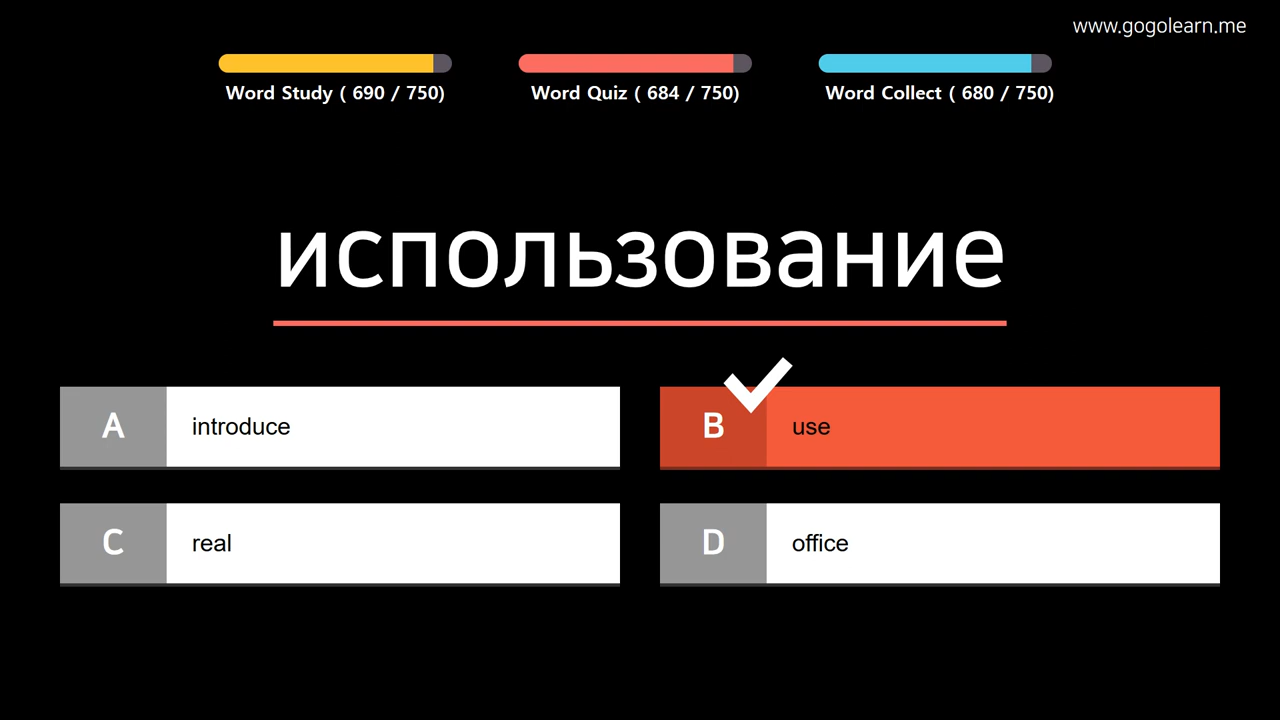 www.gogolearn.me
Word Study ( 690 / 750)
Word Quiz ( 684 / 750)
Word Collect ( 680 / 750)
использование
A introduce
B use
C real
D office